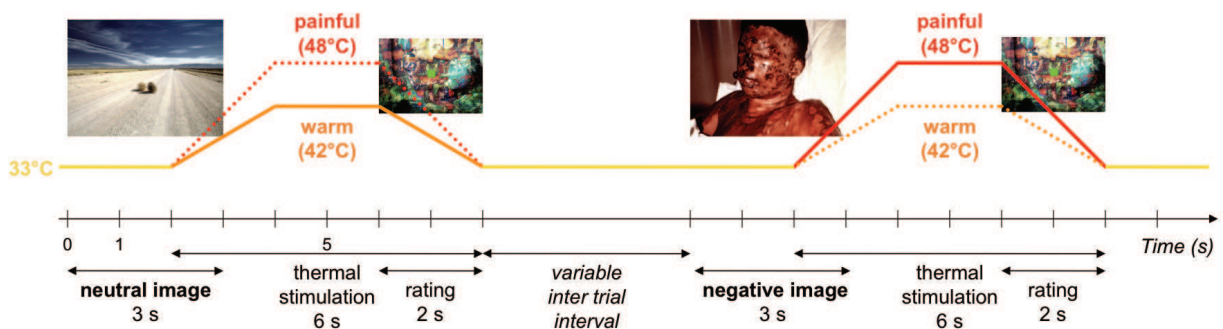 painful
(48°C)
warm
(42°C)
painful
(48°C)
warm
(42°C)
33°C
0
1
5
Time (s)
neutral image
3 s
thermal
stimulation
6 s
rating
2 s
variable
inter trial
interval
negative image
3 s
thermal
stimulation
6 s
rating
2 s